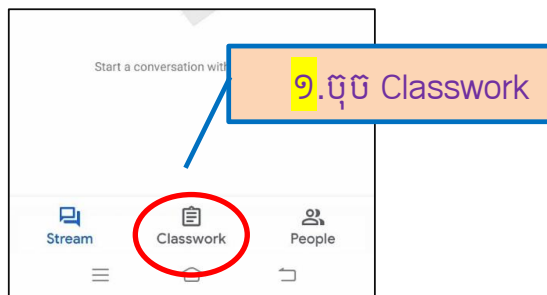 Start a conversation with
១.ចុច Classwork
Stream
Classwork
People